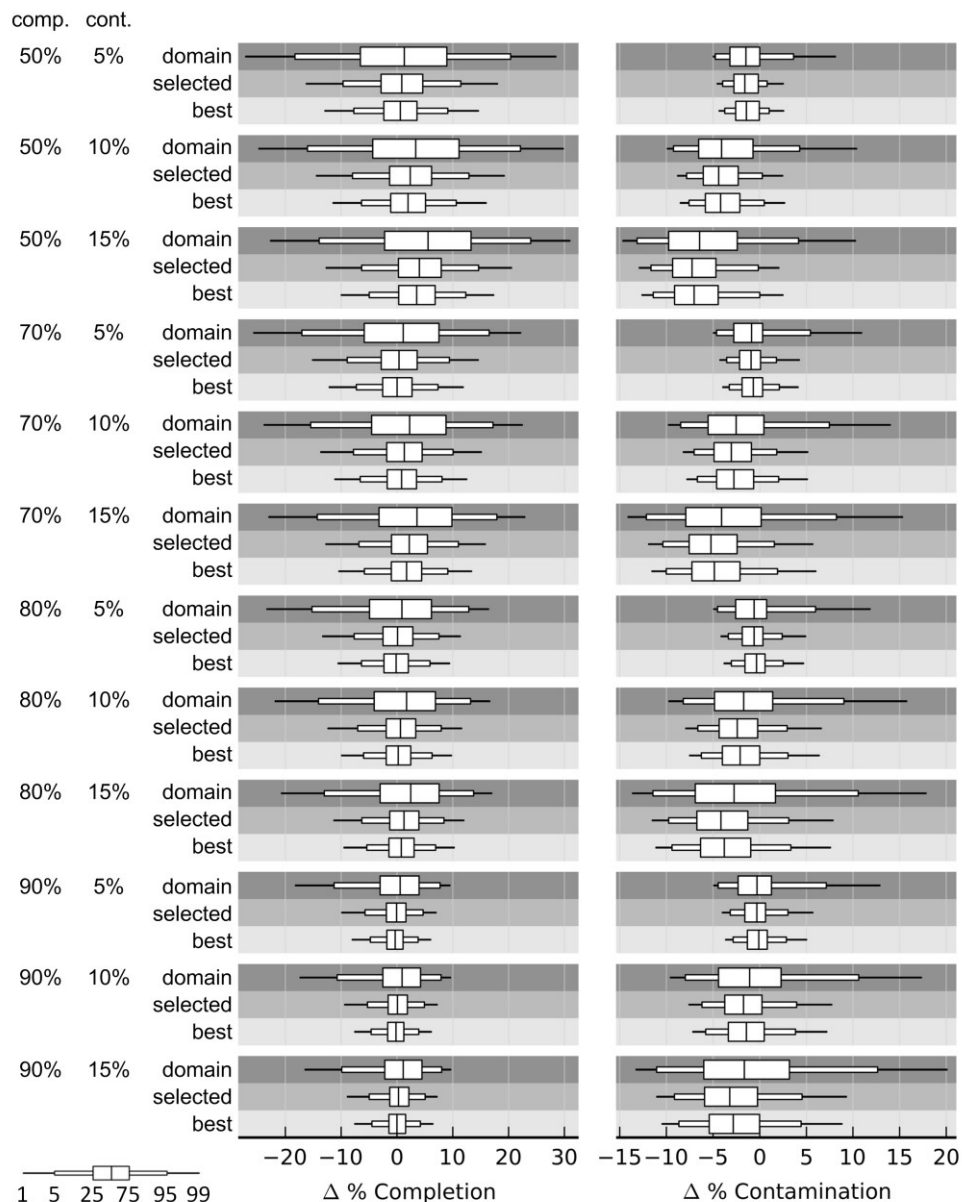 comp. cont.
50% 5% domain
selected
best
50% 10% domain
selected
best
50% 15% domain
selected
best
70% 5% domain
selected
best
70% 10% domain
selected
best
70% 15% domain
selected
best
80% 5% domain
selected
best
80% 10% domain
selected
best
80% 15% domain
selected
best
90% 5% domain
selected
best
90% 10% domain
selected
best
90% 15% domain
selected
best
−20 −10 0 10 20 30 −15 −10 −5 0 5 10 15 20
1 5 25 75 95 99 Δ % Completion Δ % Contamination